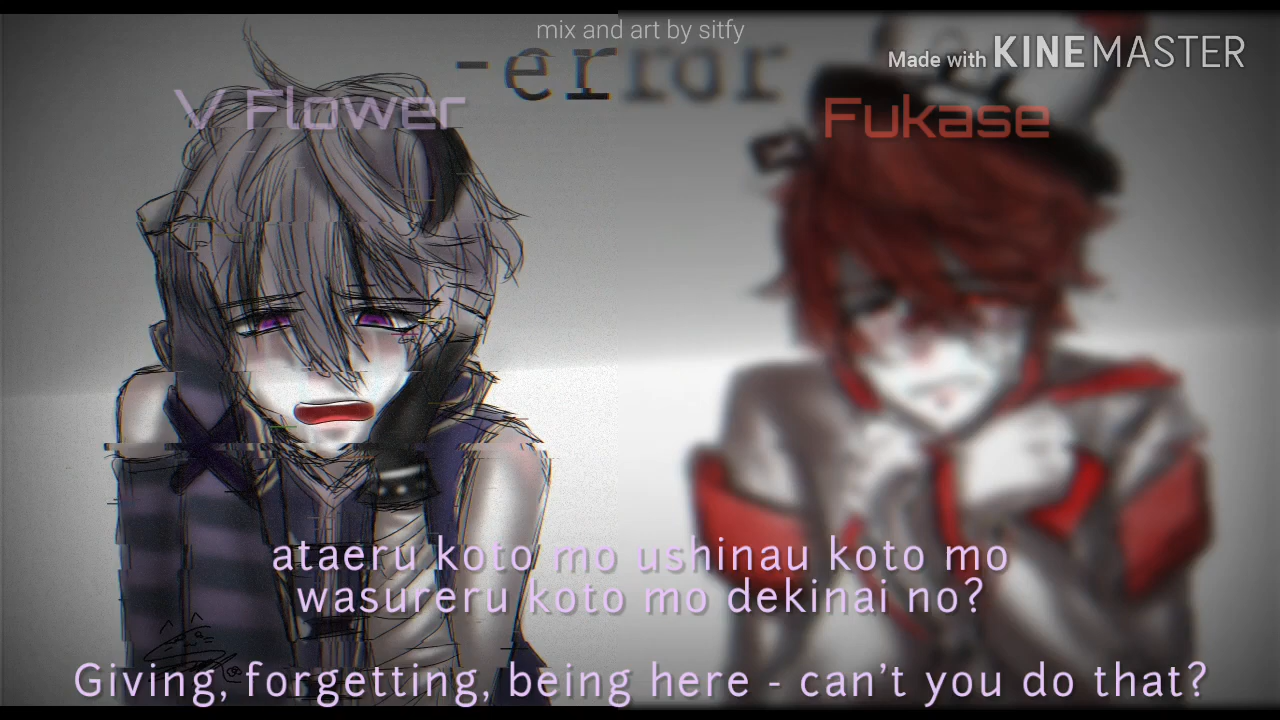 mix and art by sitfy
Made with KINEMASTER
-error
V Flower
Fukase
ataeru koto mo ushinau koto mo
wasureru koto mo dekinai no?
Giving, forgetting, being here - can't you do that?